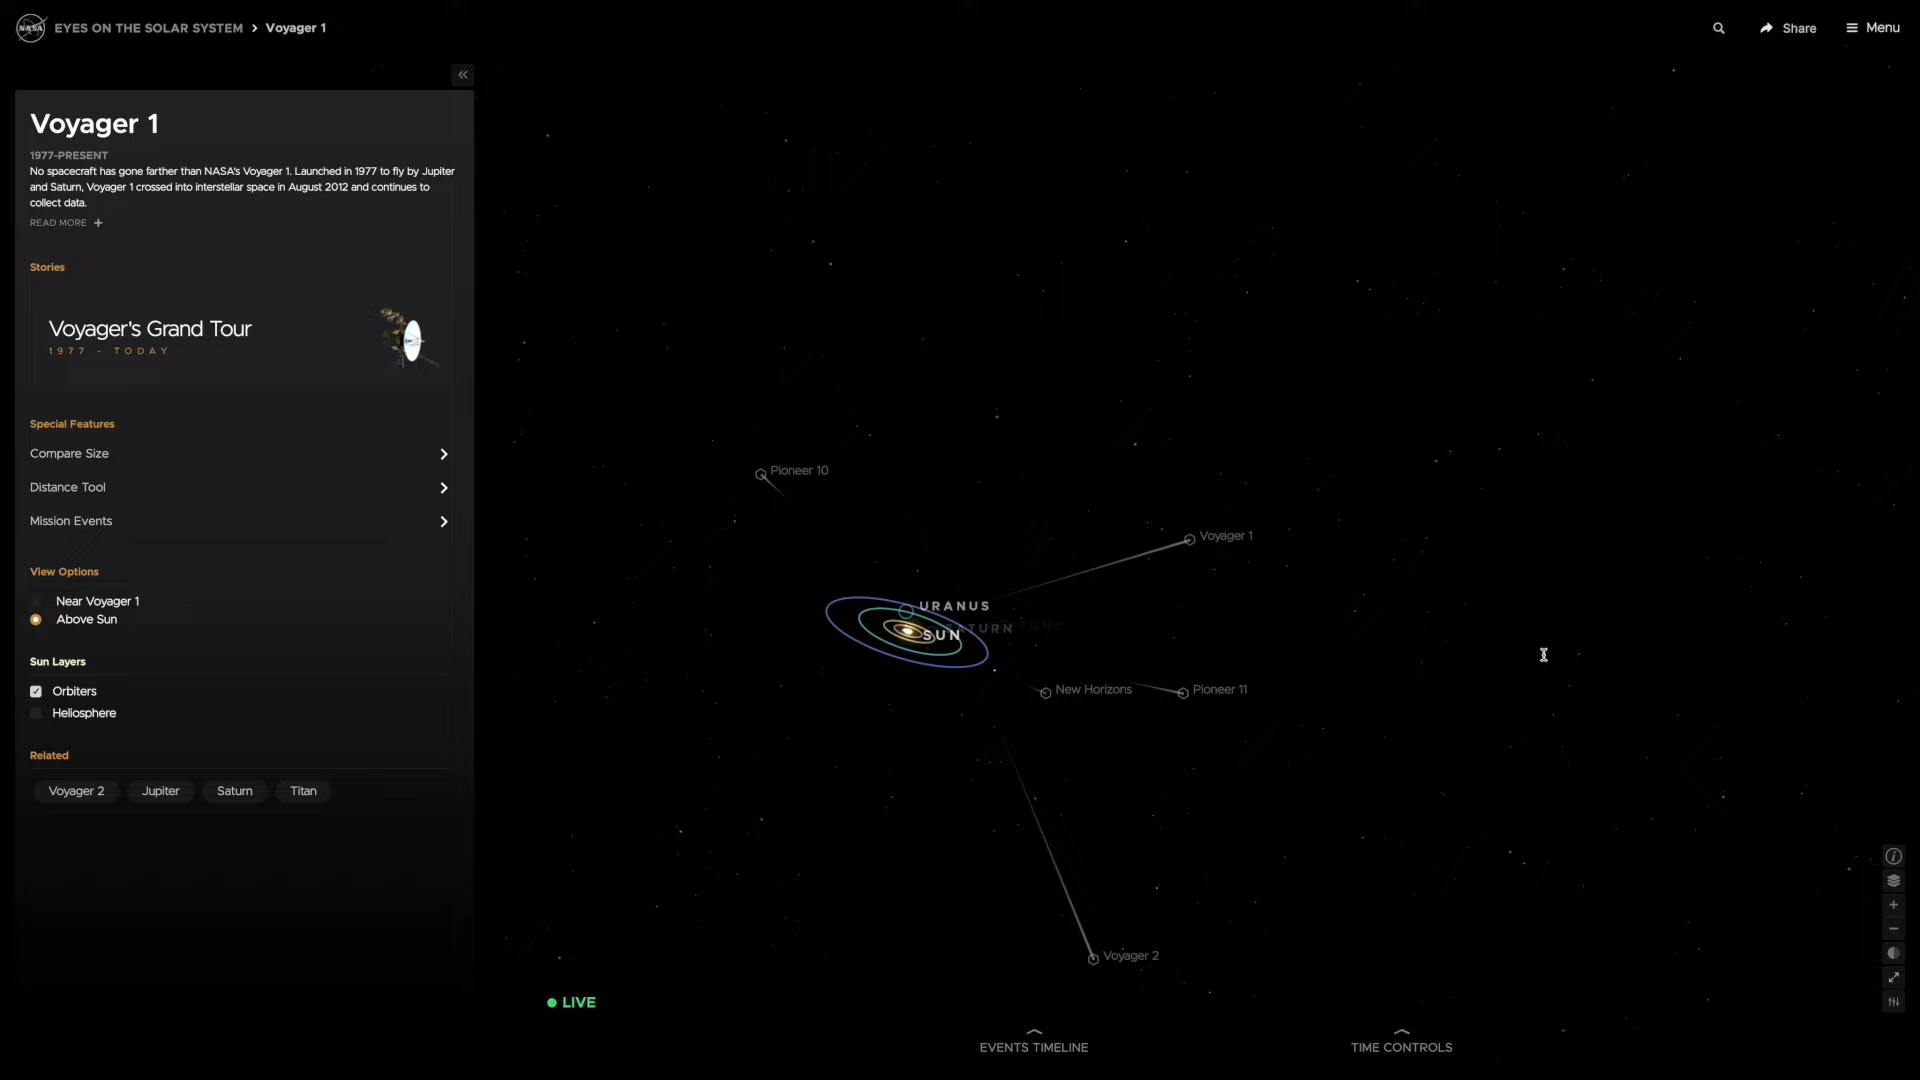 NASA
EYES ON THE SOLAR SYSTEM > Voyager 1
Share
Menu
Voyager 1
1977-PRESENT
No spacecraft has gone farther than NASA's Voyager 1. Launched in 1977 to fly by Jupiter
and Saturn, Voyager 1 crossed into interstellar space in August 2012 and continues to
collect data.
READ MORE +
Stories
Voyager's Grand Tour
1977 - TODAY
Special Features
Compare Size
Distance Tool
Mission Events
View Options
Near Voyager 1
Above Sun
Sun Layers
Orbiters
Heliosphere
Related
Voyager 2
Jupiter
Saturn
Titan
Pioneer 10
Voyager 1
URANUS
SATURN
SUN
New Horizons
Pioneer 11
Voyager 2
LIVE
EVENTS TIMELINE
TIME CONTROLS